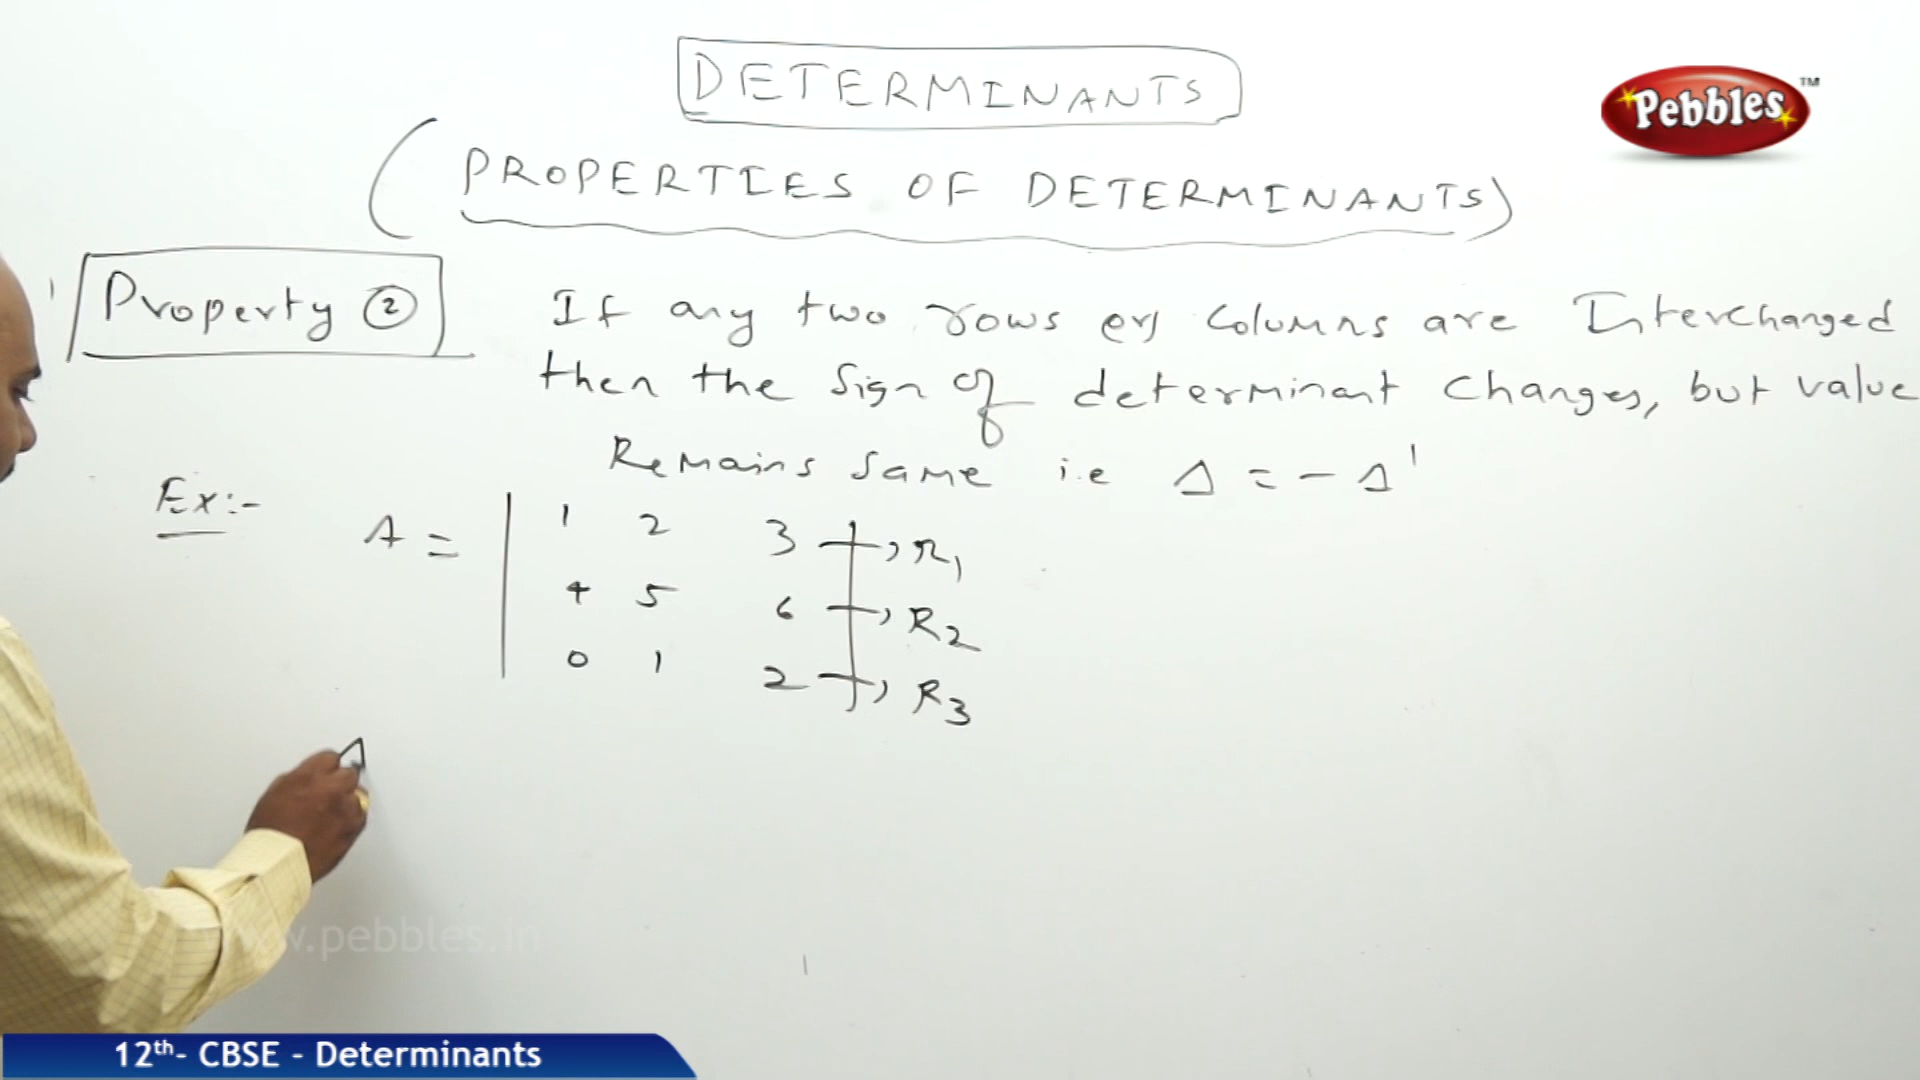 DETERMINANTS
Pebbles™
(PROPERTIES OF DETERMINANTS)
Property ②
If any two rows (or) columns are Interchanged
then the sign of determinant changes, but value
Remains same i.e Δ = - Δ'
Ex:-
A = | 1 2 3 | → R1
4 5 6 | → R2
0 1 2 | → R3
www.pebbles.in
12th- CBSE - Determinants